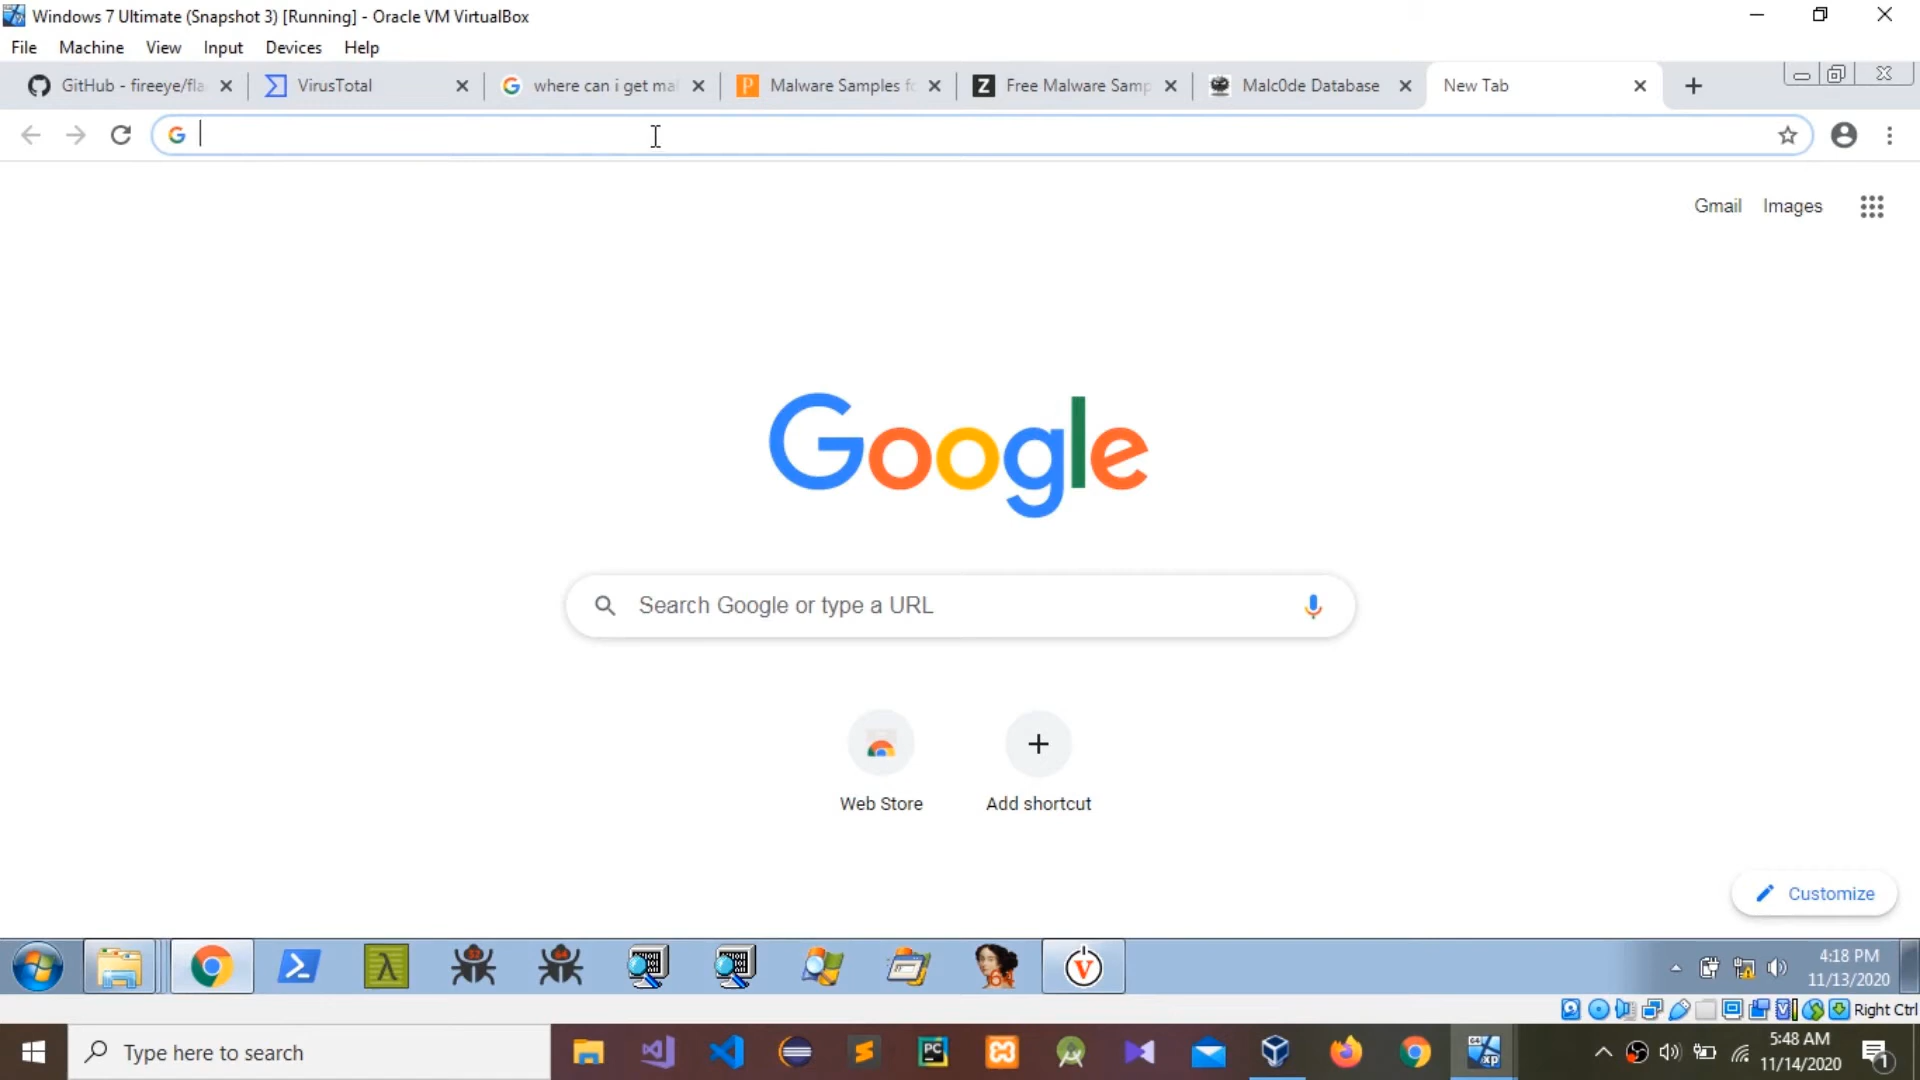 Windows 7 Ultimate (Snapshot 3) [Running] - Oracle VM VirtualBox
File Machine View Input Devices Help
GitHub - fireeye/fla VirusTotal where can i get mal Malware Samples fo Free Malware Samp Malc0de Database New Tab
Gmail Images
Google
Search Google or type a URL
Web Store Add shortcut
Customize
4:18 PM
11/13/2020
Right Ctrl
Type here to search
5:48 AM
11/14/2020
1